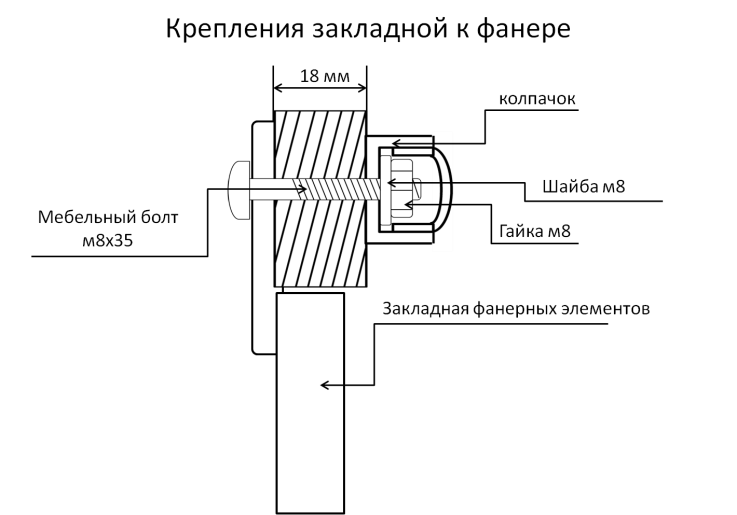 Крепления закладной к фанере
18 мм
колпачок
Шайба м8
Мебельный болт
м8х35
Гайка м8
Закладная фанерных элементов